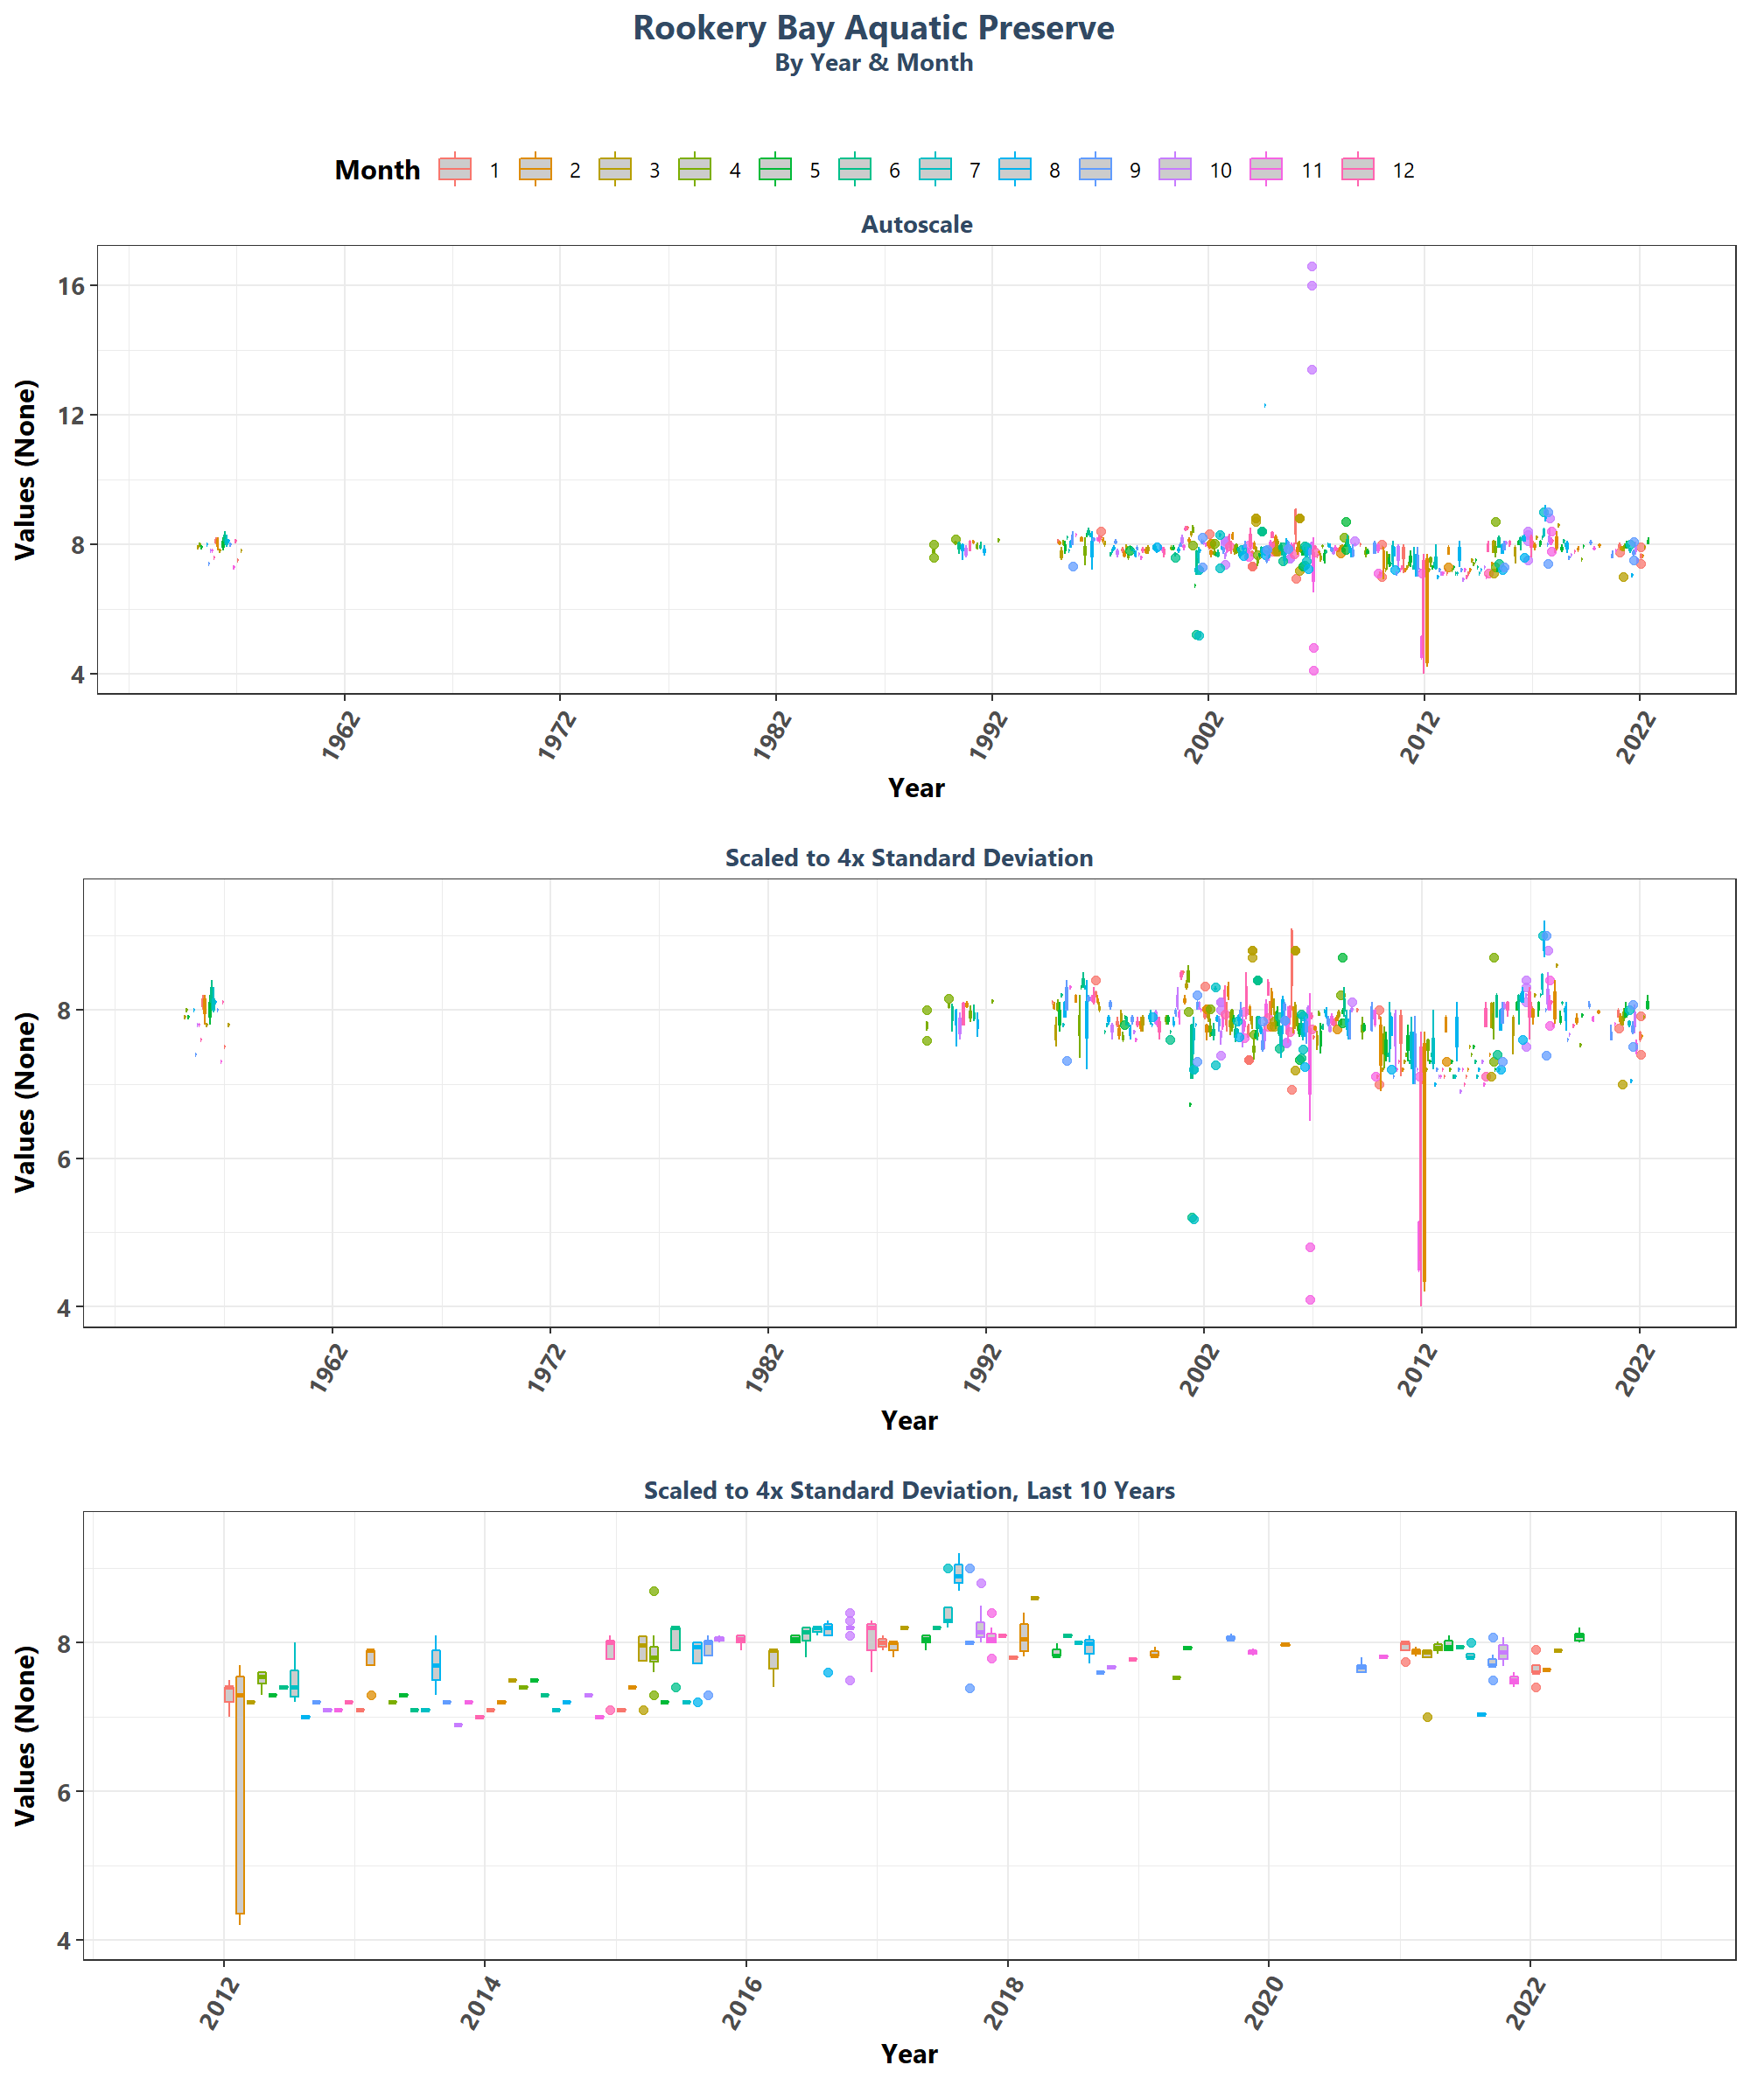 Rookery Bay Aquatic Preserve
By Year & Month
Month 1 2 3 4 5 6 7 8 9 10 11 12
Autoscale
Values (None)
16
12
8
4
1962 1972 1982 1992 2002 2012 2022
Year
Scaled to 4x Standard Deviation
Values (None)
8
6
4
1962 1972 1982 1992 2002 2012 2022
Year
Scaled to 4x Standard Deviation, Last 10 Years
Values (None)
8
6
4
2012 2014 2016 2018 2020 2022
Year